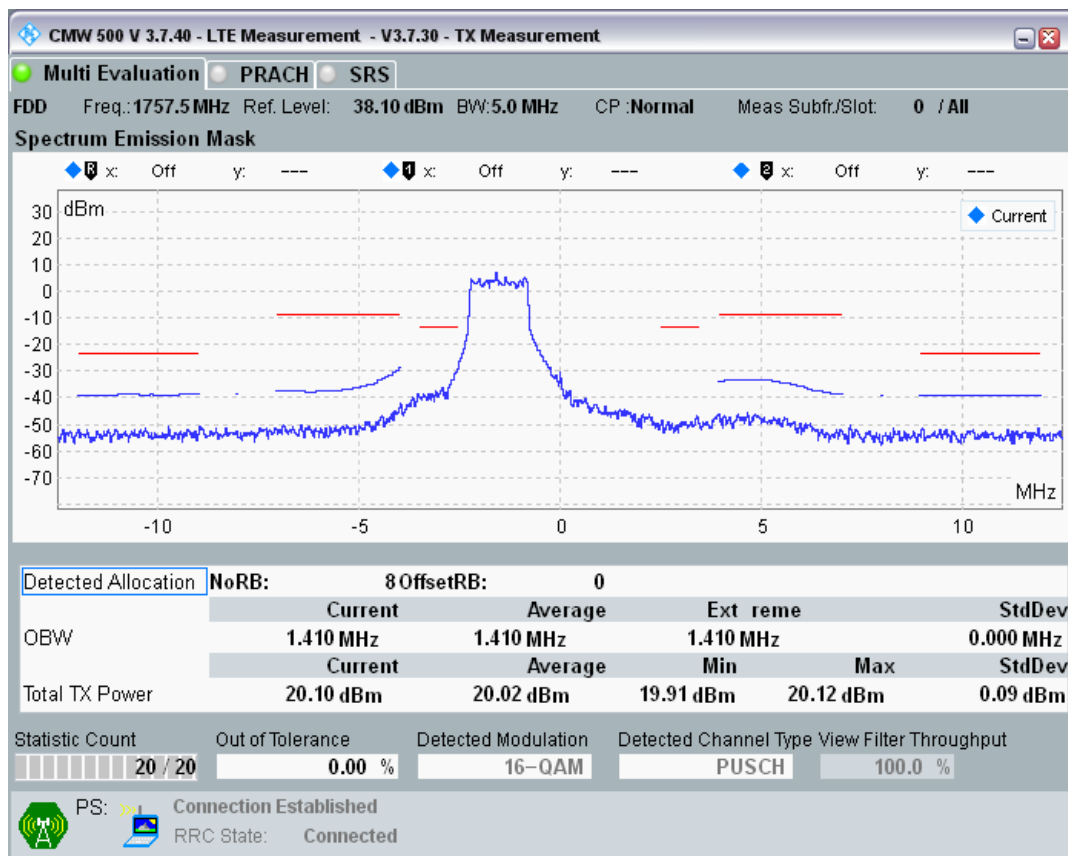 CMW 500 V 3.7.40 - LTE Measurement - V3.7.30 - TX Measurement
Multi Evaluation PRACH SRS
FDD Freq.: 1757.5 MHz Ref. Level: 38.10 dBm BW: 5.0 MHz CP : Normal Meas Subfr./Slot: 0 / All
Spectrum Emission Mask
R x: Off y: --- 1 x: Off y: --- 2 x: Off y: ---
dBm
Current
30
20
10
0
-10
-20
-30
-40
-50
-60
-70
MHz
-10 -5 0 5 10
Detected Allocation NoRB: 8 OffsetRB: 0
Current Average Ext reme StdDev
OBW 1.410 MHz 1.410 MHz 1.410 MHz 0.000 MHz
Current Average Min Max StdDev
Total TX Power 20.10 dBm 20.02 dBm 19.91 dBm 20.12 dBm 0.09 dBm
Statistic Count Out of Tolerance Detected Modulation Detected Channel Type View Filter Throughput
20 / 20 0.00 % 16-QAM PUSCH 100.0 %
PS: Connection Established
RRC State: Connected